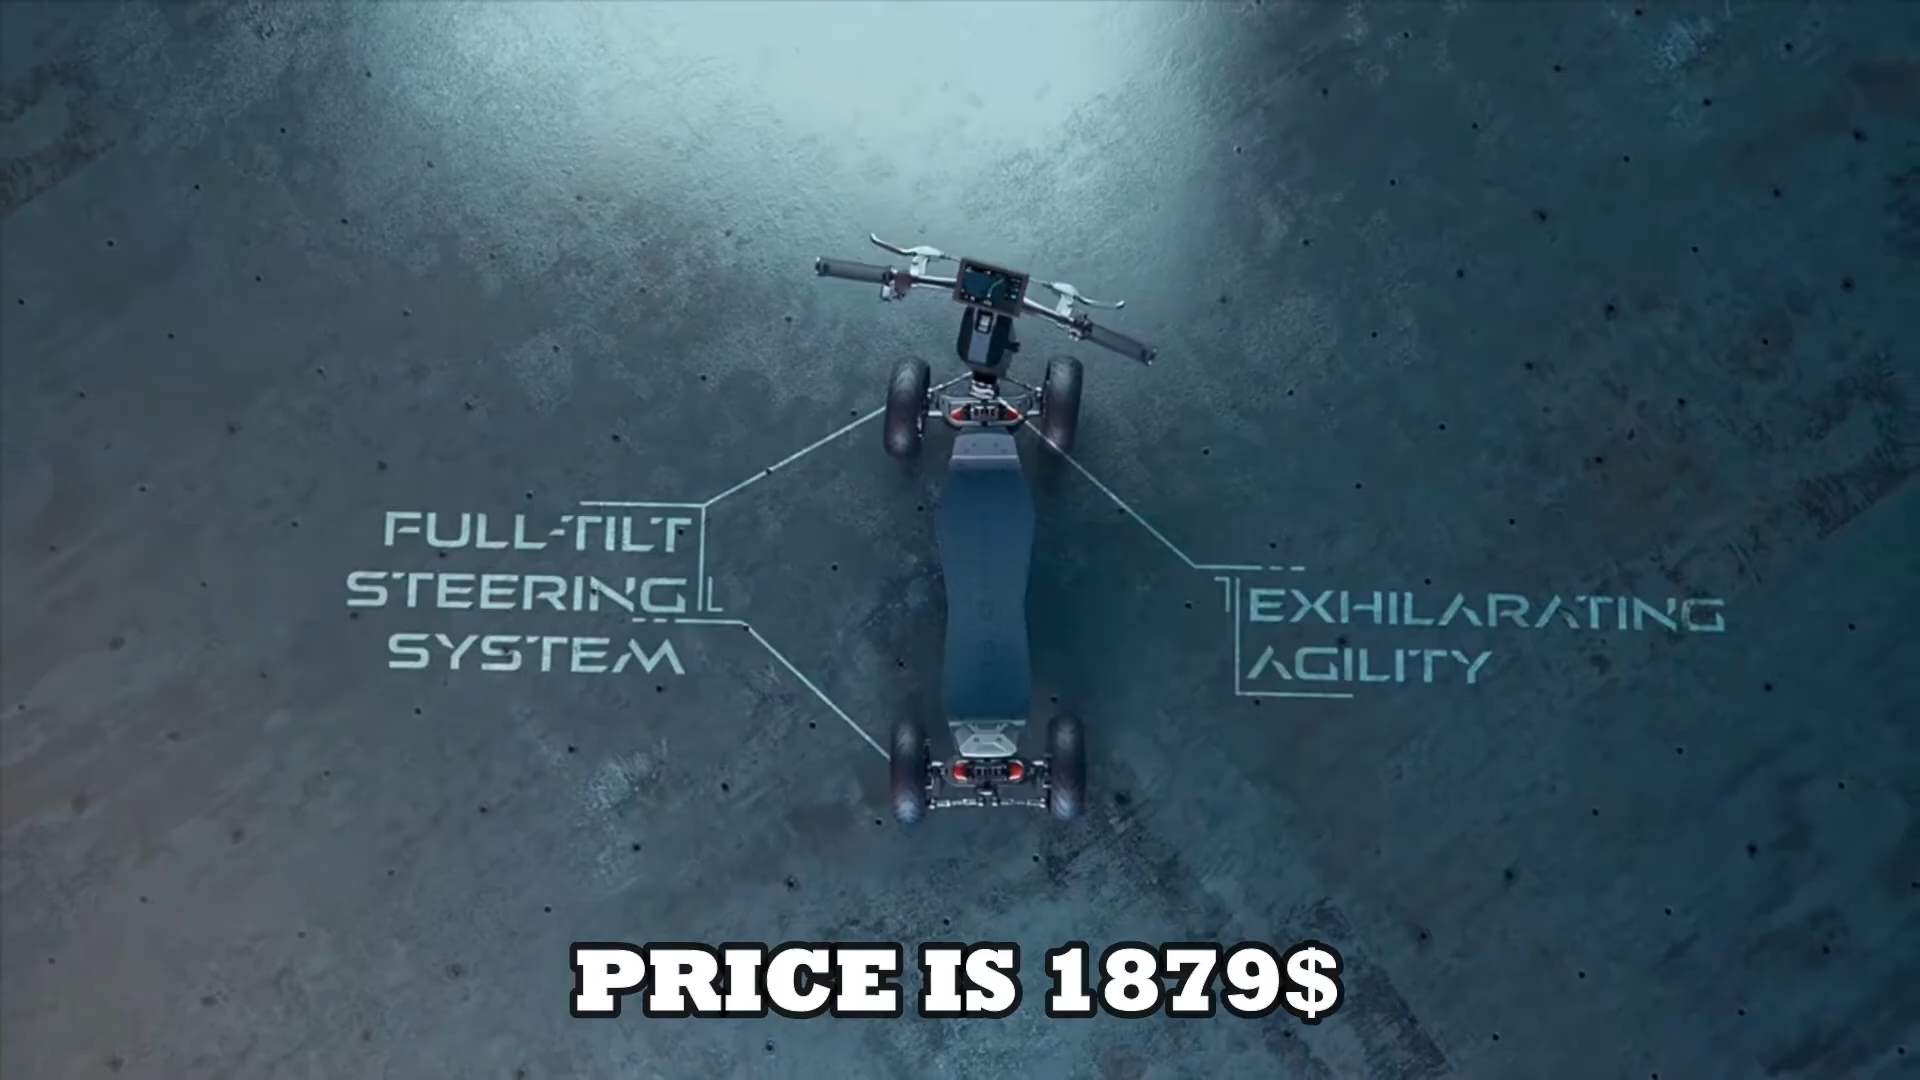 FULL-TILT
STEERING
SYSTEM
EXHILARATING
AGILITY
PRICE IS 1879$